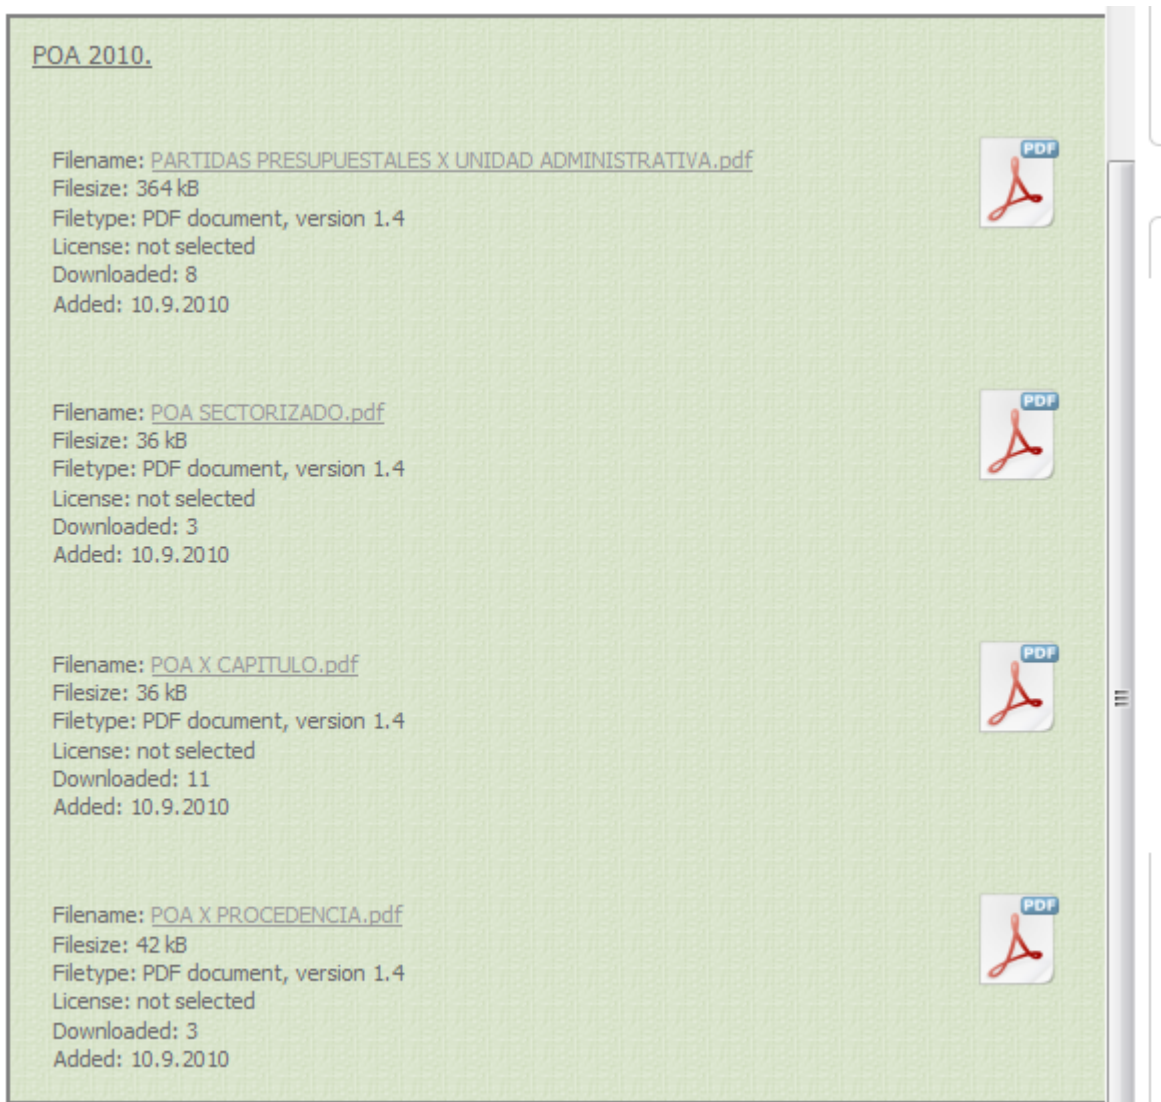 POA 2010.
Filename: PARTIDAS PRESUPUESTALES X UNIDAD ADMINISTRATIVA.pdf
PDF
Filesize: 364 kB
Filetype: PDF document, version 1.4
License: not selected
Downloaded: 8
Added: 10.9.2010
Filename: POA SECTORIZADO.pdf
PDF
Filesize: 36 kB
Filetype: PDF document, version 1.4
License: not selected
Downloaded: 3
Added: 10.9.2010
Filename: POA X CAPITULO.pdf
PDF
Filesize: 36 kB
Filetype: PDF document, version 1.4
License: not selected
Downloaded: 11
Added: 10.9.2010
Filename: POA X PROCEDENCIA.pdf
PDF
Filesize: 42 kB
Filetype: PDF document, version 1.4
License: not selected
Downloaded: 3
Added: 10.9.2010